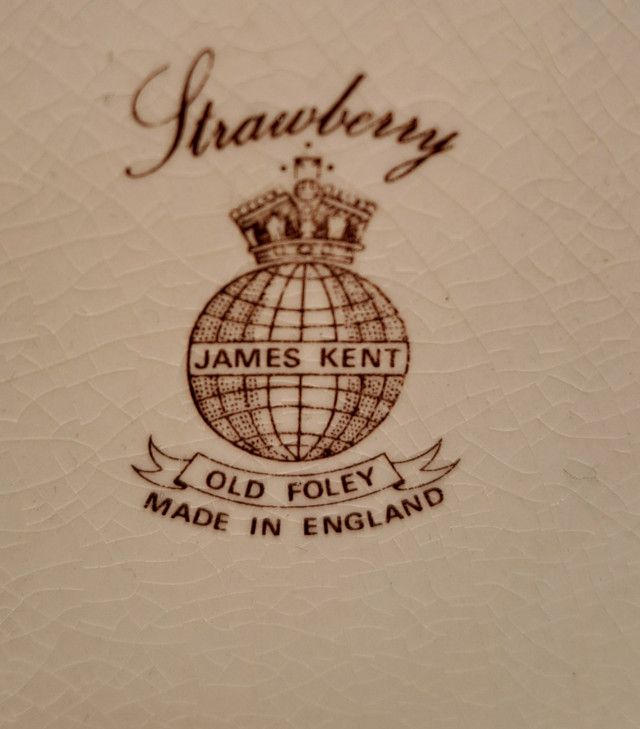 Strawberry
JAMES KENT
OLD FOLEY
MADE IN ENGLAND